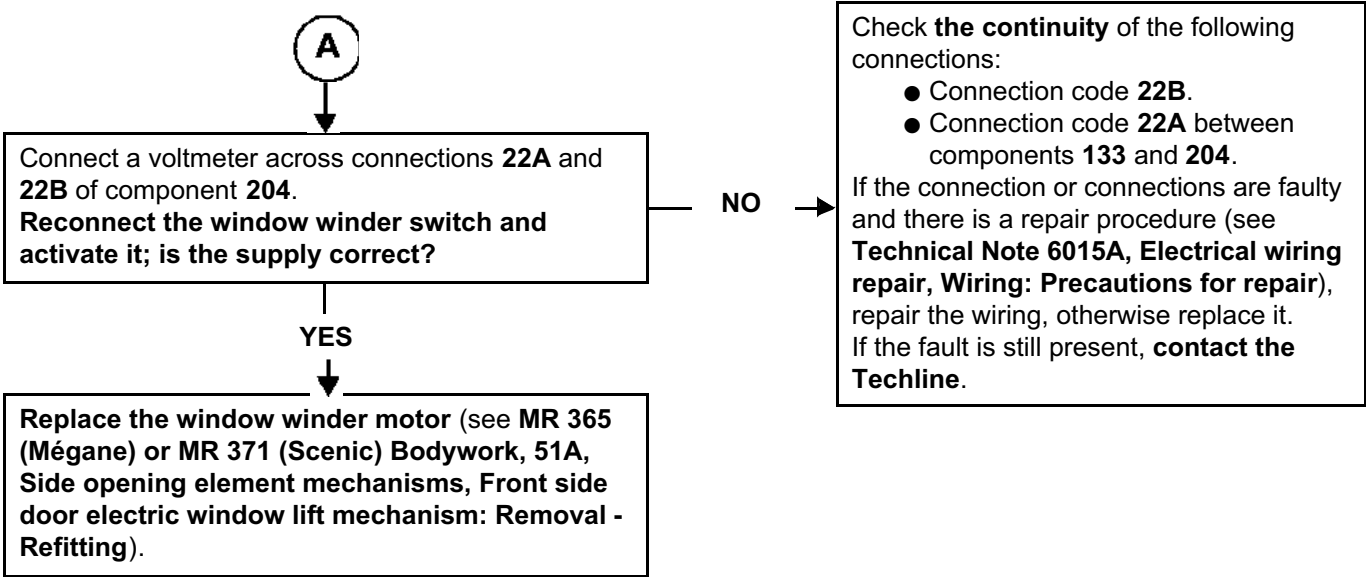 A
Connect a voltmeter across connections 22A and
22B of component 204.
Reconnect the window winder switch and
activate it; is the supply correct?
NO
Check the continuity of the following
connections:
● Connection code 22B.
● Connection code 22A between
components 133 and 204.
If the connection or connections are faulty
and there is a repair procedure (see
Technical Note 6015A, Electrical wiring
repair, Wiring: Precautions for repair),
repair the wiring, otherwise replace it.
If the fault is still present, contact the
Techline.
YES
Replace the window winder motor (see MR 365
(Mégane) or MR 371 (Scenic) Bodywork, 51A,
Side opening element mechanisms, Front side
door electric window lift mechanism: Removal -
Refitting).